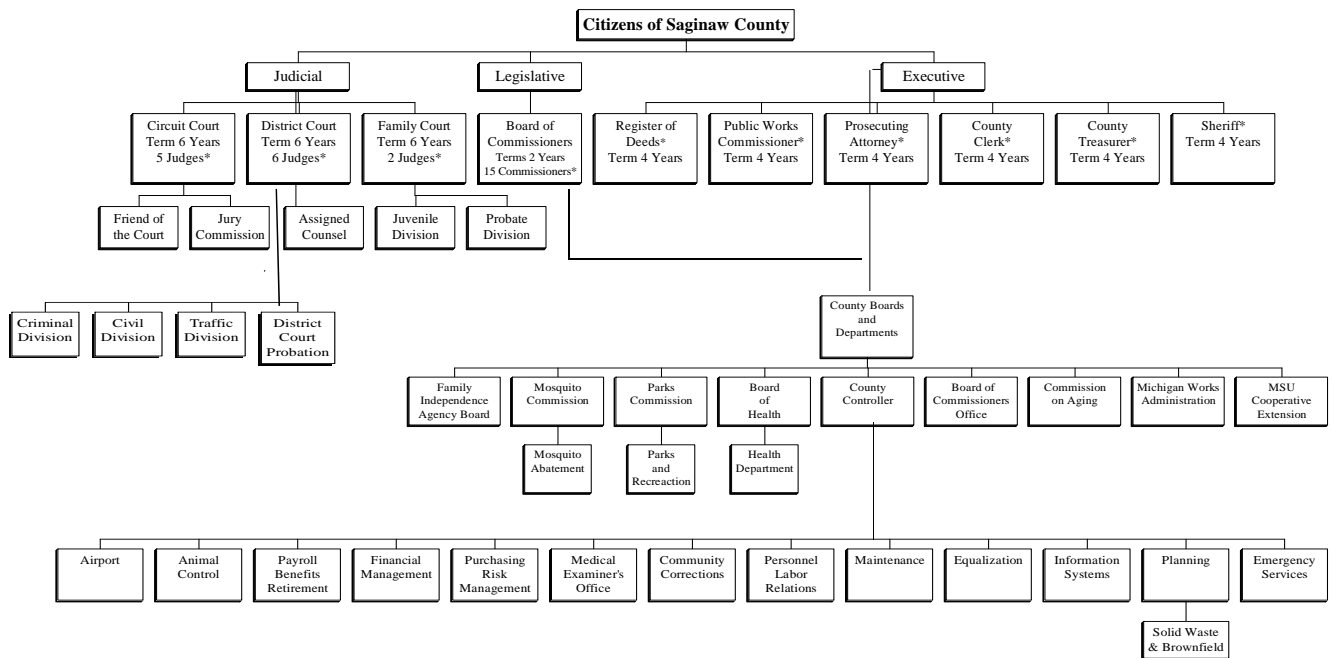 Citizens of Saginaw County
Judicial
Legislative
Executive
Circuit Court
Term 6 Years
5 Judges*
District Court
Term 6 Years
6 Judges*
Family Court
Term 6 Years
2 Judges*
Board of
Commissioners
Terms 2 Years
15 Commissioners*
Register of
Deeds*
Term 4 Years
Public Works
Commissioner*
Term 4 Years
Prosecuting
Attorney*
Term 4 Years
County
Clerk*
Term 4 Years
County
Treasurer*
Term 4 Years
Sheriff*
Term 4 Years
Friend of
the Court
Jury
Commission
Assigned
Counsel
Juvenile
Division
Probate
Division
Criminal
Division
Civil
Division
Traffic
Division
District
Court
Probation
County Boards
and
Departments
Family
Independence
Agency Board
Mosquito
Commission
Parks
Commission
Board
of
Health
County
Controller
Board of
Commissioners
Office
Commission
on Aging
Michigan Works
Administration
MSU
Cooperative
Extension
Mosquito
Abatement
Parks
and
Recreaction
Health
Department
Airport
Animal
Control
Payroll
Benefits
Retirement
Financial
Management
Purchasing
Risk
Management
Medical
Examiner's
Office
Community
Corrections
Personnel
Labor
Relations
Maintenance
Equalization
Information
Systems
Planning
Emergency
Services
Solid Waste
& Brownfield